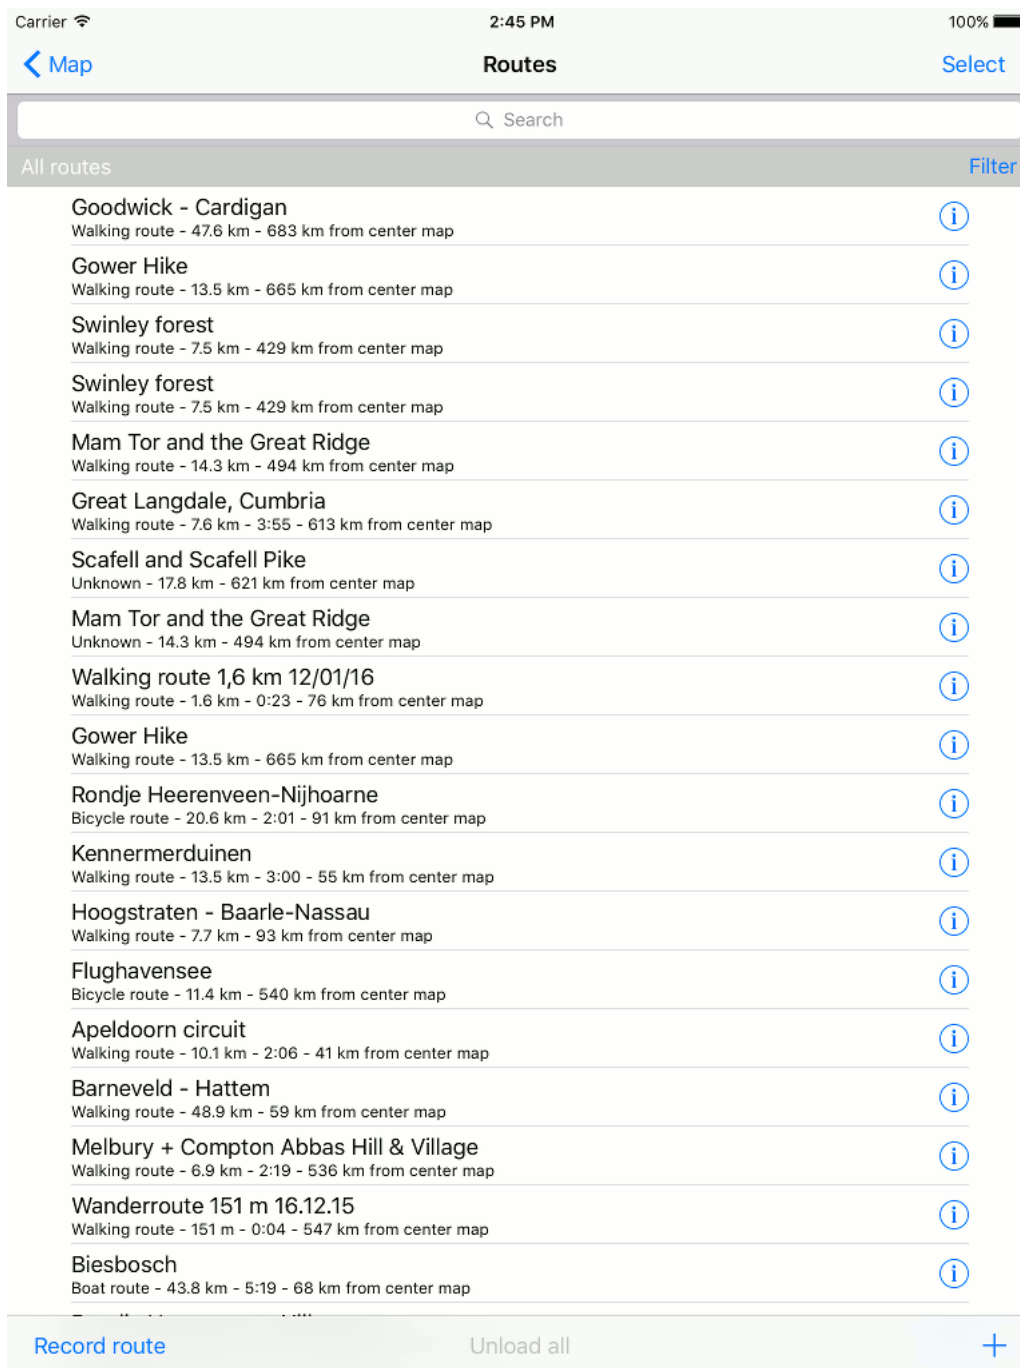 Carrier
2:45 PM
100%
Map
Routes
Select
Search
All routes
Filter
Goodwick - Cardigan
Walking route - 47.6 km - 683 km from center map
Gower Hike
Walking route - 13.5 km - 665 km from center map
Swinley forest
Walking route - 7.5 km - 429 km from center map
Swinley forest
Walking route - 7.5 km - 429 km from center map
Mam Tor and the Great Ridge
Walking route - 14.3 km - 494 km from center map
Great Langdale, Cumbria
Walking route - 7.6 km - 3:55 - 613 km from center map
Scafell and Scafell Pike
Unknown - 17.8 km - 621 km from center map
Mam Tor and the Great Ridge
Unknown - 14.3 km - 494 km from center map
Walking route 1,6 km 12/01/16
Walking route - 1.6 km - 0:23 - 76 km from center map
Gower Hike
Walking route - 13.5 km - 665 km from center map
Rondje Heerenveen-Nijhoarne
Bicycle route - 20.6 km - 2:01 - 91 km from center map
Kennermerduinen
Walking route - 13.5 km - 3:00 - 55 km from center map
Hoogstraten - Baarle-Nassau
Walking route - 7.7 km - 93 km from center map
Flughavensee
Bicycle route - 11.4 km - 540 km from center map
Apeldoorn circuit
Walking route - 10.1 km - 2:06 - 41 km from center map
Barneveld - Hattem
Walking route - 48.9 km - 59 km from center map
Melbury + Compton Abbas Hill & Village
Walking route - 6.9 km - 2:19 - 536 km from center map
Wanderroute 151 m 16.12.15
Walking route - 151 m - 0:04 - 547 km from center map
Biesbosch
Boat route - 43.8 km - 5:19 - 68 km from center map
Record route
Unload all